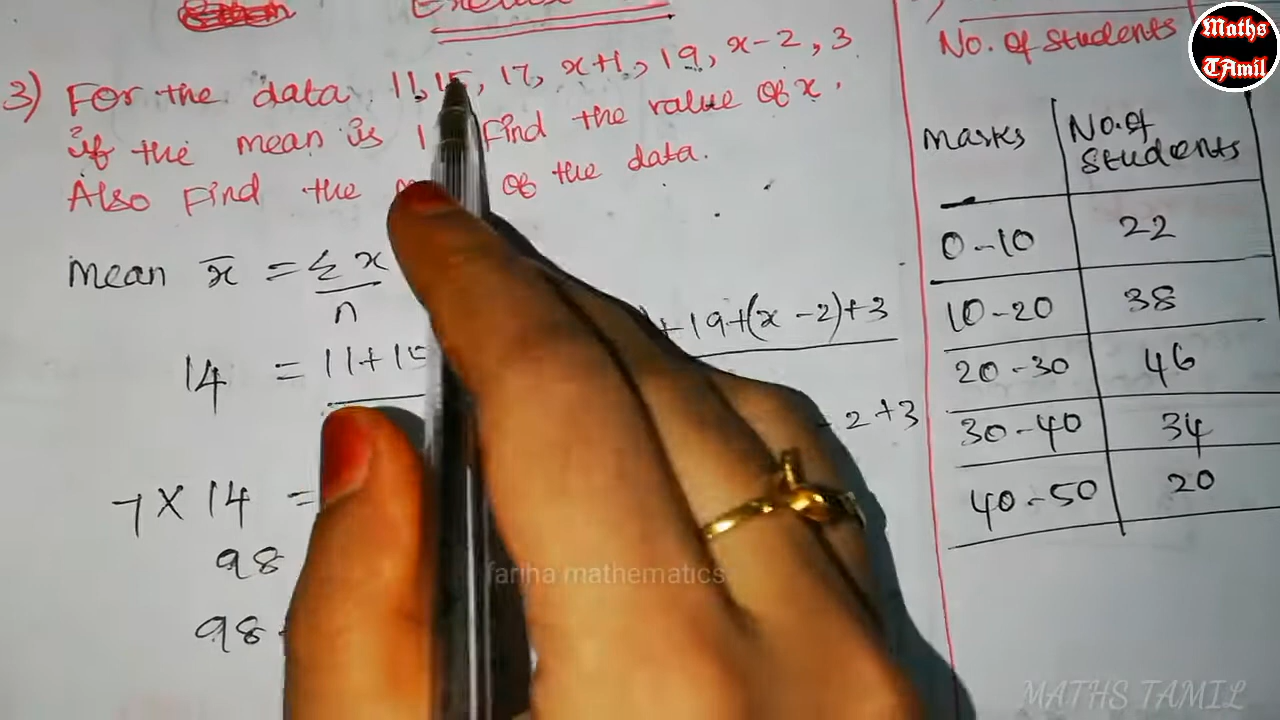 3) For the data 11, 15, 17, x+1, 19, x-2, 3
if the mean is 1 Find the value of x.
Also Find the of the data.
mean x̄ = Σx
n
+19+(x-2)+3
14 = 11+15
-2+3
7 X 14 =
98
98
No. of Students
marks No. of Students
0-10 22
10-20 38
20-30 46
30-40 34
40-50 20
Maths TAmil
fariha mathematics
MATHS TAMIL